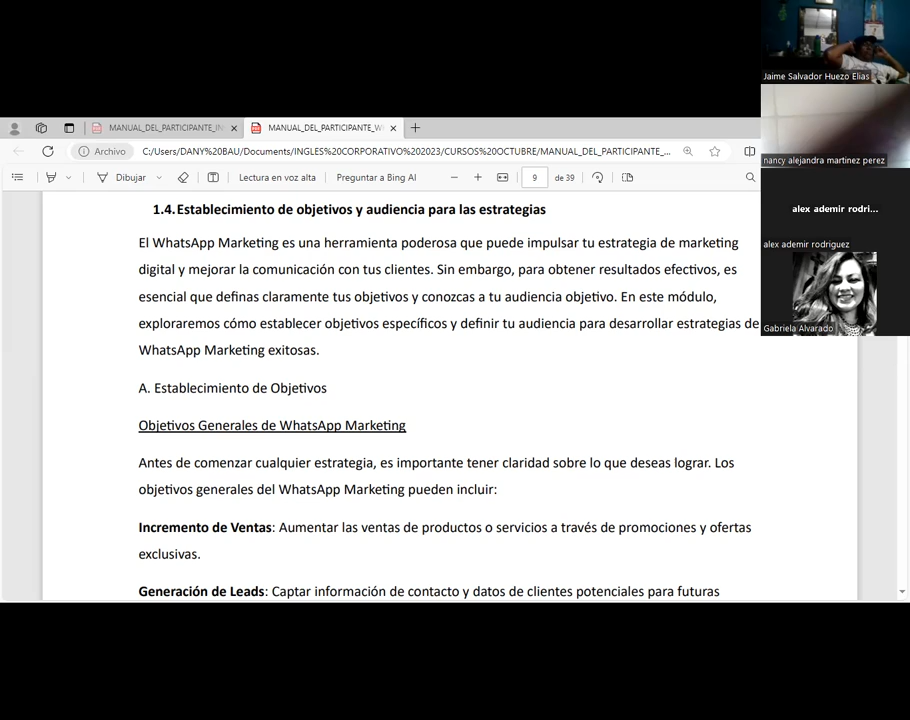 MANUAL_DEL_PARTICIPANTE_IN
MANUAL_DEL_PARTICIPANTE_W
Archivo
C:/Users/DANY%20BAU/Documents/INGLES%20CORPORATIVO%202023/CURSOS%20OCTUBRE/MANUAL_DEL_PARTICIPANTE_...
Dibujar
Lectura en voz alta
Preguntar a Bing AI
9
de 39
1.4. Establecimiento de objetivos y audiencia para las estrategias
El WhatsApp Marketing es una herramienta poderosa que puede impulsar tu estrategia de marketing
digital y mejorar la comunicación con tus clientes. Sin embargo, para obtener resultados efectivos, es
esencial que definas claramente tus objetivos y conozcas a tu audiencia objetivo. En este módulo,
exploraremos cómo establecer objetivos específicos y definir tu audiencia para desarrollar estrategias de
WhatsApp Marketing exitosas.
A. Establecimiento de Objetivos
Objetivos Generales de WhatsApp Marketing
Antes de comenzar cualquier estrategia, es importante tener claridad sobre lo que deseas lograr. Los
objetivos generales del WhatsApp Marketing pueden incluir:
Incremento de Ventas: Aumentar las ventas de productos o servicios a través de promociones y ofertas
exclusivas.
Generación de Leads: Captar información de contacto y datos de clientes potenciales para futuras
Jaime Salvador Huezo Elias
nancy alejandra martinez perez
alex ademir rodri...
alex ademir rodriguez
Gabriela Alvarado